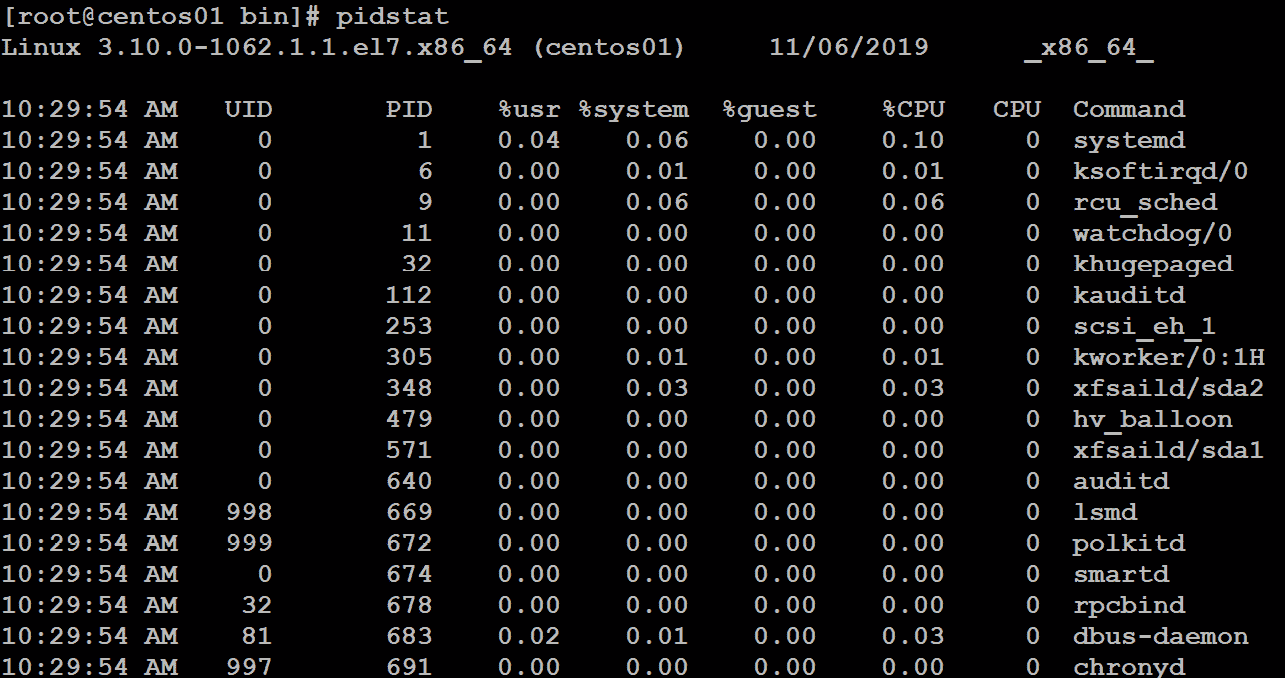 [root@centos01 bin]# pidstat
Linux 3.10.0-1062.1.1.el7.x86_64 (centos01)     11/06/2019      _x86_64_

10:29:54 AM   UID       PID    %usr %system  %guest    %CPU   CPU  Command
10:29:54 AM     0         1    0.04    0.06    0.00    0.10     0  systemd
10:29:54 AM     0         6    0.00    0.01    0.00    0.01     0  ksoftirqd/0
10:29:54 AM     0         9    0.00    0.06    0.00    0.06     0  rcu_sched
10:29:54 AM     0        11    0.00    0.00    0.00    0.00     0  watchdog/0
10:29:54 AM     0        32    0.00    0.00    0.00    0.00     0  khugepaged
10:29:54 AM     0       112    0.00    0.00    0.00    0.00     0  kauditd
10:29:54 AM     0       253    0.00    0.00    0.00    0.00     0  scsi_eh_1
10:29:54 AM     0       305    0.00    0.01    0.00    0.01     0  kworker/0:1H
10:29:54 AM     0       348    0.00    0.03    0.00    0.03     0  xfsaild/sda2
10:29:54 AM     0       479    0.00    0.00    0.00    0.00     0  hv_balloon
10:29:54 AM     0       571    0.00    0.00    0.00    0.00     0  xfsaild/sda1
10:29:54 AM     0       640    0.00    0.00    0.00    0.00     0  auditd
10:29:54 AM   998       669    0.00    0.00    0.00    0.00     0  lsmd
10:29:54 AM   999       672    0.00    0.00    0.00    0.00     0  polkitd
10:29:54 AM     0       674    0.00    0.00    0.00    0.00     0  smartd
10:29:54 AM    32       678    0.00    0.00    0.00    0.00     0  rpcbind
10:29:54 AM    81       683    0.02    0.01    0.00    0.03     0  dbus-daemon
10:29:54 AM   997       691    0.00    0.00    0.00    0.00     0  chronyd